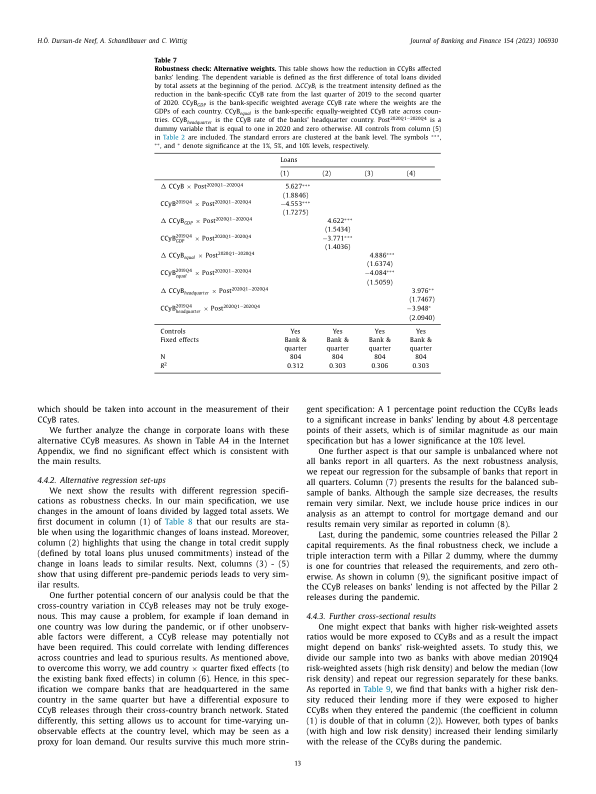 H.Ö. Dursun-de Neef, A. Schandlbauer and C. Wittig
Journal of Banking and Finance 154 (2023) 106930
Table 7
Robustness check: Alternative weights. This table shows how the reduction in CCyBs affected
banks' lending. The dependent variable is defined as the first difference of total loans divided
by total assets at the beginning of the period. ΔCCyBᵢ is the treatment intensity defined as the
reduction in the bank-specific CCyB rate from the last quarter of 2019 to the second quarter
of 2020. CCyB_GDP is the bank-specific weighted average CCyB rate where the weights are the
GDPs of each country. CCyB_equal is the bank-specific equally-weighted CCyB rate across coun-
tries. CCyB_headquarter is the CCyB rate of the banks' headquarter country. Post^2020Q1−2020Q4 is a
dummy variable that is equal to one in 2020 and zero otherwise. All controls from column (5)
in Table 2 are included. The standard errors are clustered at the bank level. The symbols ***,
**, and * denote significance at the 1%, 5%, and 10% levels, respectively.
Loans
(1) (2) (3) (4)
Δ CCyB × Post^2020Q1−2020Q4 5.627***
(1.8846)
CCyB^2019Q4 × Post^2020Q1−2020Q4 −4.553***
(1.7275)
Δ CCyB_GDP × Post^2020Q1−2020Q4 4.622***
(1.5434)
CCyB_GDP^2019Q4 × Post^2020Q1−2020Q4 −3.771***
(1.4036)
Δ CCyB_equal × Post^2020Q1−2020Q4 4.886***
(1.6374)
CCyB_equal^2019Q4 × Post^2020Q1−2020Q4 −4.084***
(1.5059)
Δ CCyB_headquarter × Post^2020Q1−2020Q4 3.976**
(1.7467)
CCyB_headquarter^2019Q4 × Post^2020Q1−2020Q4 −3.948*
(2.0940)
Controls Yes Yes Yes Yes
Fixed effects Bank & Bank & Bank & Bank &
quarter quarter quarter quarter
N 804 804 804 804
R² 0.312 0.303 0.306 0.303
which should be taken into account in the measurement of their
CCyB rates.
We further analyze the change in corporate loans with these
alternative CCyB measures. As shown in Table A4 in the Internet
Appendix, we find no significant effect which is consistent with
the main results.
4.4.2. Alternative regression set-ups
We next show the results with different regression specifi-
cations as robustness checks. In our main specification, we use
changes in the amount of loans divided by lagged total assets. We
first document in column (1) of Table 8 that our results are sta-
ble when using the logarithmic changes of loans instead. Moreover,
column (2) highlights that using the change in total credit supply
(defined by total loans plus unused commitments) instead of the
change in loans leads to similar results. Next, columns (3) - (5)
show that using different pre-pandemic periods leads to very sim-
ilar results.
One further potential concern of our analysis could be that the
cross-country variation in CCyB releases may not be truly exoge-
nous. This may cause a problem, for example if loan demand in
one country was low during the pandemic, or if other unobserv-
able factors were different, a CCyB release may potentially not
have been required. This could correlate with lending differences
across countries and lead to spurious results. As mentioned above,
to overcome this worry, we add country × quarter fixed effects (to
the existing bank fixed effects) in column (6). Hence, in this spec-
ification we compare banks that are headquartered in the same
country in the same quarter but have a differential exposure to
CCyB releases through their cross-country branch network. Stated
differently, this setting allows us to account for time-varying un-
observable effects at the country level, which may be seen as a
proxy for loan demand. Our results survive this much more strin-
gent specification: A 1 percentage point reduction the CCyBs leads
to a significant increase in banks' lending by about 4.8 percentage
points of their assets, which is of similar magnitude as our main
specification but has a lower significance at the 10% level.
One further aspect is that our sample is unbalanced where not
all banks report in all quarters. As the next robustness analysis,
we repeat our regression for the subsample of banks that report in
all quarters. Column (7) presents the results for the balanced sub-
sample of banks. Although the sample size decreases, the results
remain very similar. Next, we include house price indices in our
analysis as an attempt to control for mortgage demand and our
results remain very similar as reported in column (8).
Last, during the pandemic, some countries released the Pillar 2
capital requirements. As the final robustness check, we include a
triple interaction term with a Pillar 2 dummy, where the dummy
is one for countries that released the requirements, and zero oth-
erwise. As shown in column (9), the significant positive impact of
the CCyB releases on banks' lending is not affected by the Pillar 2
releases during the pandemic.
4.4.3. Further cross-sectional results
One might expect that banks with higher risk-weighted assets
ratios would be more exposed to CCyBs and as a result the impact
might depend on banks' risk-weighted assets. To study this, we
divide our sample into two as banks with above median 2019Q4
risk-weighted assets (high risk density) and below the median (low
risk density) and repeat our regression separately for these banks.
As reported in Table 9, we find that banks with a higher risk den-
sity reduced their lending more if they were exposed to higher
CCyBs when they entered the pandemic (the coefficient in column
(1) is double of that in column (2)). However, both types of banks
(with high and low risk density) increased their lending similarly
with the release of the CCyBs during the pandemic.
13